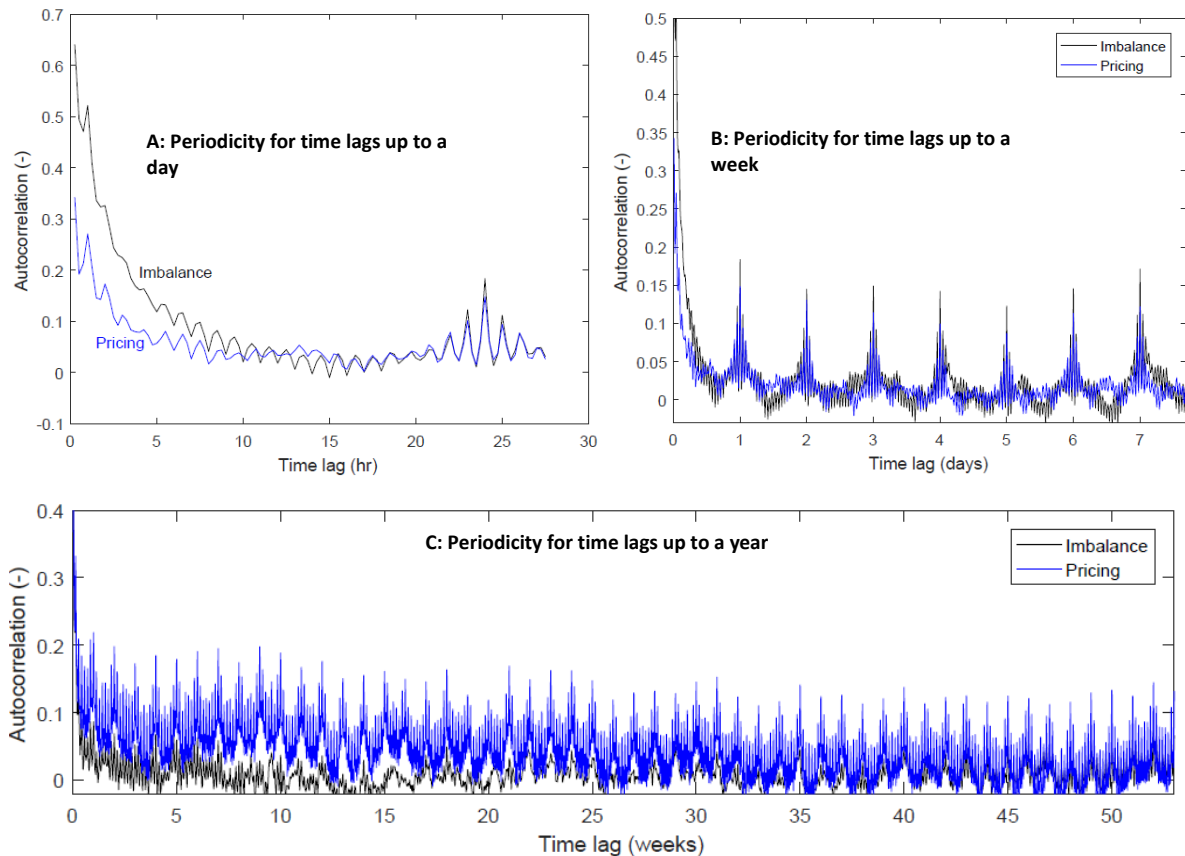 0.7
0.6
0.5
0.4
0.3
0.2
0.1
0
-0.1
Autocorrelation (-)
A: Periodicity for time lags up to a
day
Imbalance
Pricing
0 5 10 15 20 25 30
Time lag (hr)
0.5
0.45
0.4
0.35
0.3
0.25
0.2
0.15
0.1
0.05
0
Autocorrelation (-)
Imbalance
Pricing
B: Periodicity for time lags up to a
week
0 1 2 3 4 5 6 7
Time lag (days)
0.4
0.3
0.2
0.1
0
Autocorrelation (-)
C: Periodicity for time lags up to a year
Imbalance
Pricing
0 5 10 15 20 25 30 35 40 45 50
Time lag (weeks)